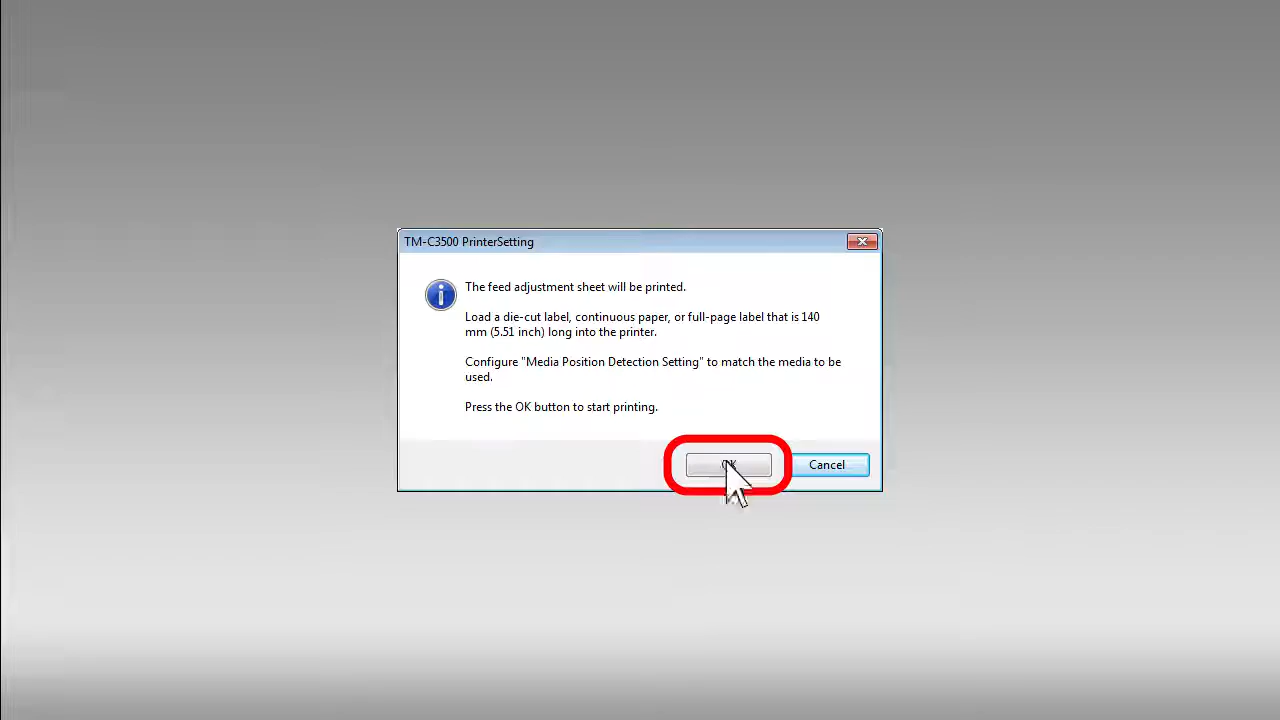 TM-C3500 PrinterSetting
The feed adjustment sheet will be printed.
Load a die-cut label, continuous paper, or full-page label that is 140
mm (5.51 inch) long into the printer.
Configure "Media Position Detection Setting" to match the media to be
used.
Press the OK button to start printing.
OK
Cancel